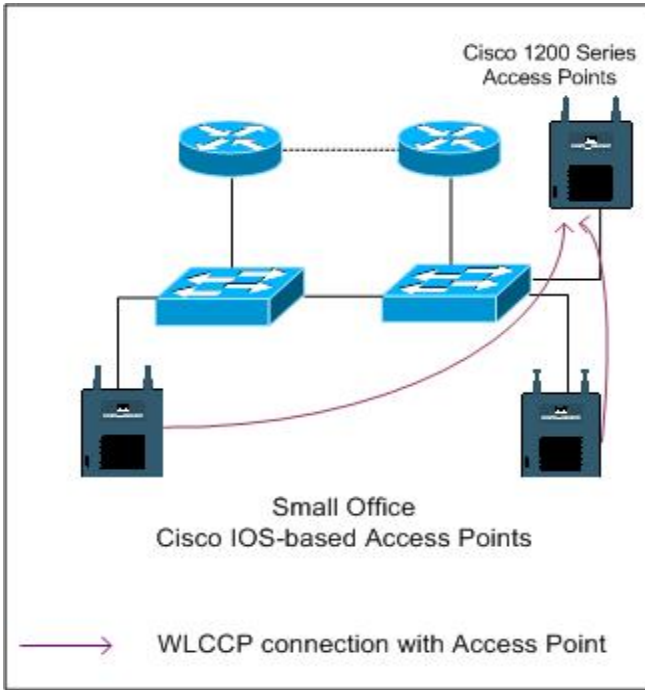 Cisco 1200 Series
Access Points
Small Office
Cisco IOS-based Access Points
WLCCP connection with Access Point